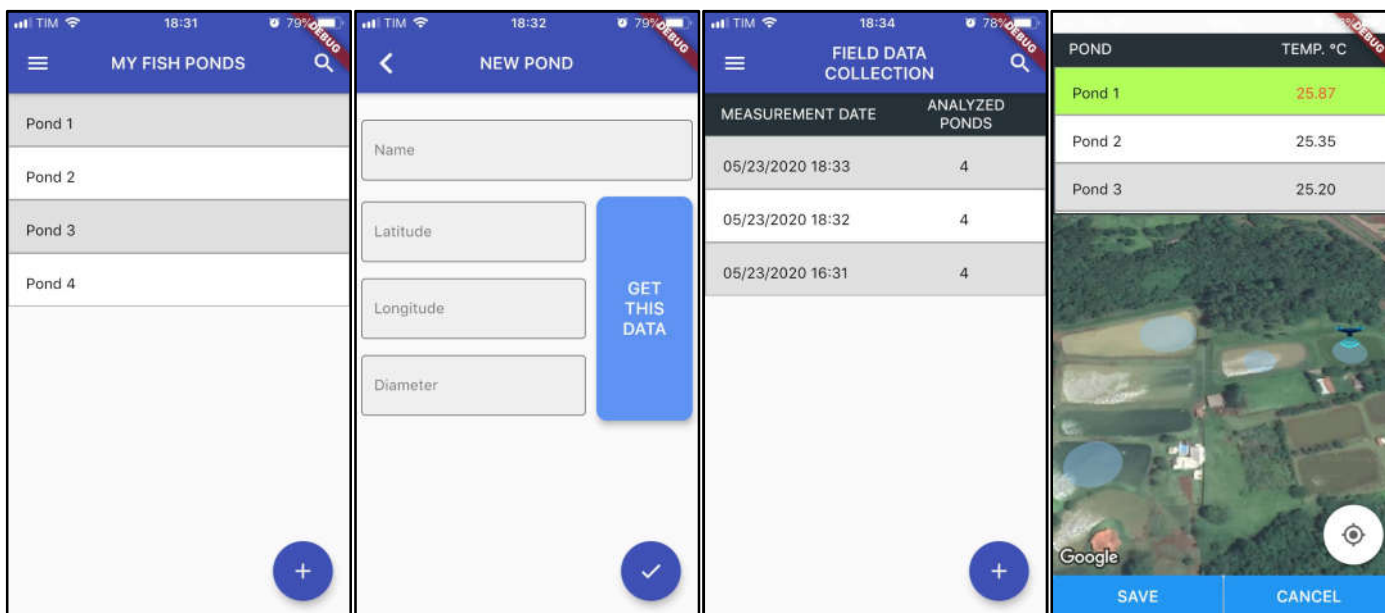 TIM 18:31 79%
DEBUG
MY FISH PONDS
Pond 1
Pond 2
Pond 3
Pond 4
+
TIM 18:32 79%
DEBUG
NEW POND
Name
Latitude
Longitude
Diameter
GET
THIS
DATA
TIM 18:34 78%
DEBUG
FIELD DATA
COLLECTION
MEASUREMENT DATE
ANALYZED
PONDS
05/23/2020 18:33 4
05/23/2020 18:32 4
05/23/2020 16:31 4
+
DEBUG
POND TEMP. °C
Pond 1 25.87
Pond 2 25.35
Pond 3 25.20
Google
SAVE CANCEL